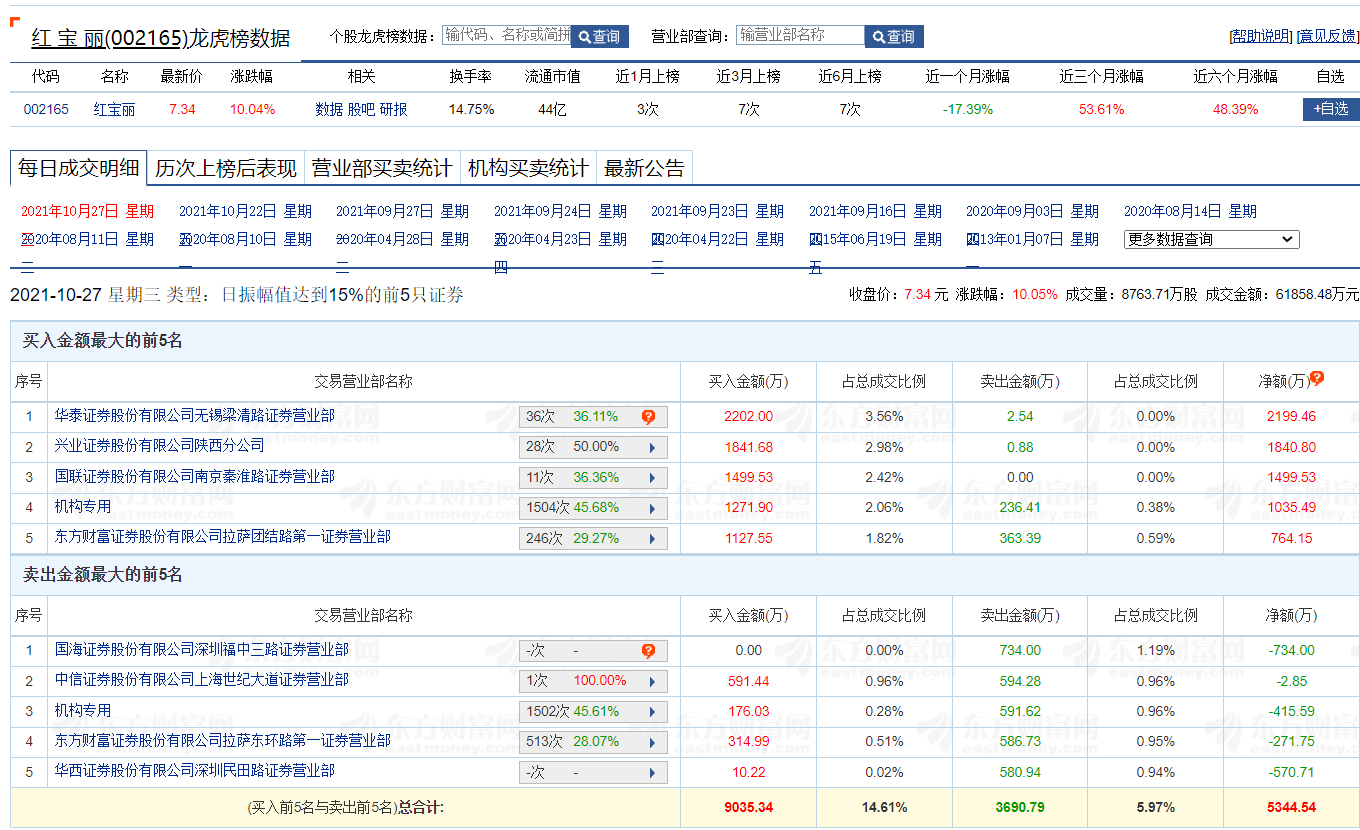 红 宝 丽(002165)龙虎榜数据 个股龙虎榜数据： 输代码、名称或简拼 查询 营业部查询： 输营业部名称 查询 [帮助说明] [意见反馈]
代码 名称 最新价 涨跌幅 相关 换手率 流通市值 近1月上榜 近3月上榜 近6月上榜 近一个月涨幅 近三个月涨幅 近六个月涨幅 自选
002165 红宝丽 7.34 10.04% 数据 股吧 研报 14.75% 44亿 3次 7次 7次 -17.39% 53.61% 48.39% +自选
每日成交明细 历次上榜后表现 营业部买卖统计 机构买卖统计 最新公告
2021年10月27日 星期 2021年10月22日 星期 2021年09月27日 星期 2021年09月24日 星期 2021年09月23日 星期 2021年09月16日 星期 2020年09月03日 星期 2020年08月14日 星期
2020年08月11日 星期 2020年08月10日 星期 2020年04月28日 星期 2020年04月23日 星期 2020年04月22日 星期 2015年06月19日 星期 2013年01月07日 星期 更多数据查询
二 一 二 四 三 五 一
2021-10-27 星期三 类型：日振幅值达到15%的前5只证券 收盘价：7.34 元 涨跌幅：10.05% 成交量：8763.71万股 成交金额：61858.48万元
买入金额最大的前5名
序号 交易营业部名称 买入金额(万) 占总成交比例 卖出金额(万) 占总成交比例 净额(万)
1 华泰证券股份有限公司无锡梁清路证券营业部 36次 36.11% 2202.00 3.56% 2.54 0.00% 2199.46
2 兴业证券股份有限公司陕西分公司 28次 50.00% 1841.68 2.98% 0.88 0.00% 1840.80
3 国联证券股份有限公司南京秦淮路证券营业部 11次 36.36% 1499.53 2.42% 0.00 0.00% 1499.53
4 机构专用 1504次 45.68% 1271.90 2.06% 236.41 0.38% 1035.49
5 东方财富证券股份有限公司拉萨团结路第一证券营业部 246次 29.27% 1127.55 1.82% 363.39 0.59% 764.15
卖出金额最大的前5名
序号 交易营业部名称 买入金额(万) 占总成交比例 卖出金额(万) 占总成交比例 净额(万)
1 国海证券股份有限公司深圳福中三路证券营业部 -次 - 0.00 0.00% 734.00 1.19% -734.00
2 中信证券股份有限公司上海世纪大道证券营业部 1次 100.00% 591.44 0.96% 594.28 0.96% -2.85
3 机构专用 1502次 45.61% 176.03 0.28% 591.62 0.96% -415.59
4 东方财富证券股份有限公司拉萨东环路第一证券营业部 513次 28.07% 314.99 0.51% 586.73 0.95% -271.75
5 华西证券股份有限公司深圳民田路证券营业部 -次 - 10.22 0.02% 580.94 0.94% -570.71
(买入前5名与卖出前5名)总合计: 9035.34 14.61% 3690.79 5.97% 5344.54